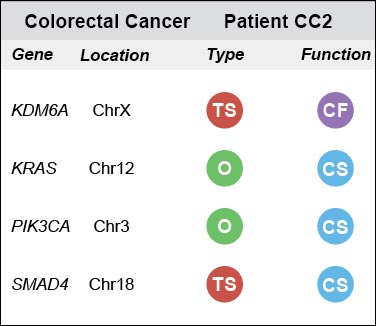 Colorectal Cancer Patient CC2
Gene Location Type Function
KDM6A ChrX TS CF
KRAS Chr12 O CS
PIK3CA Chr3 O CS
SMAD4 Chr18 TS CS